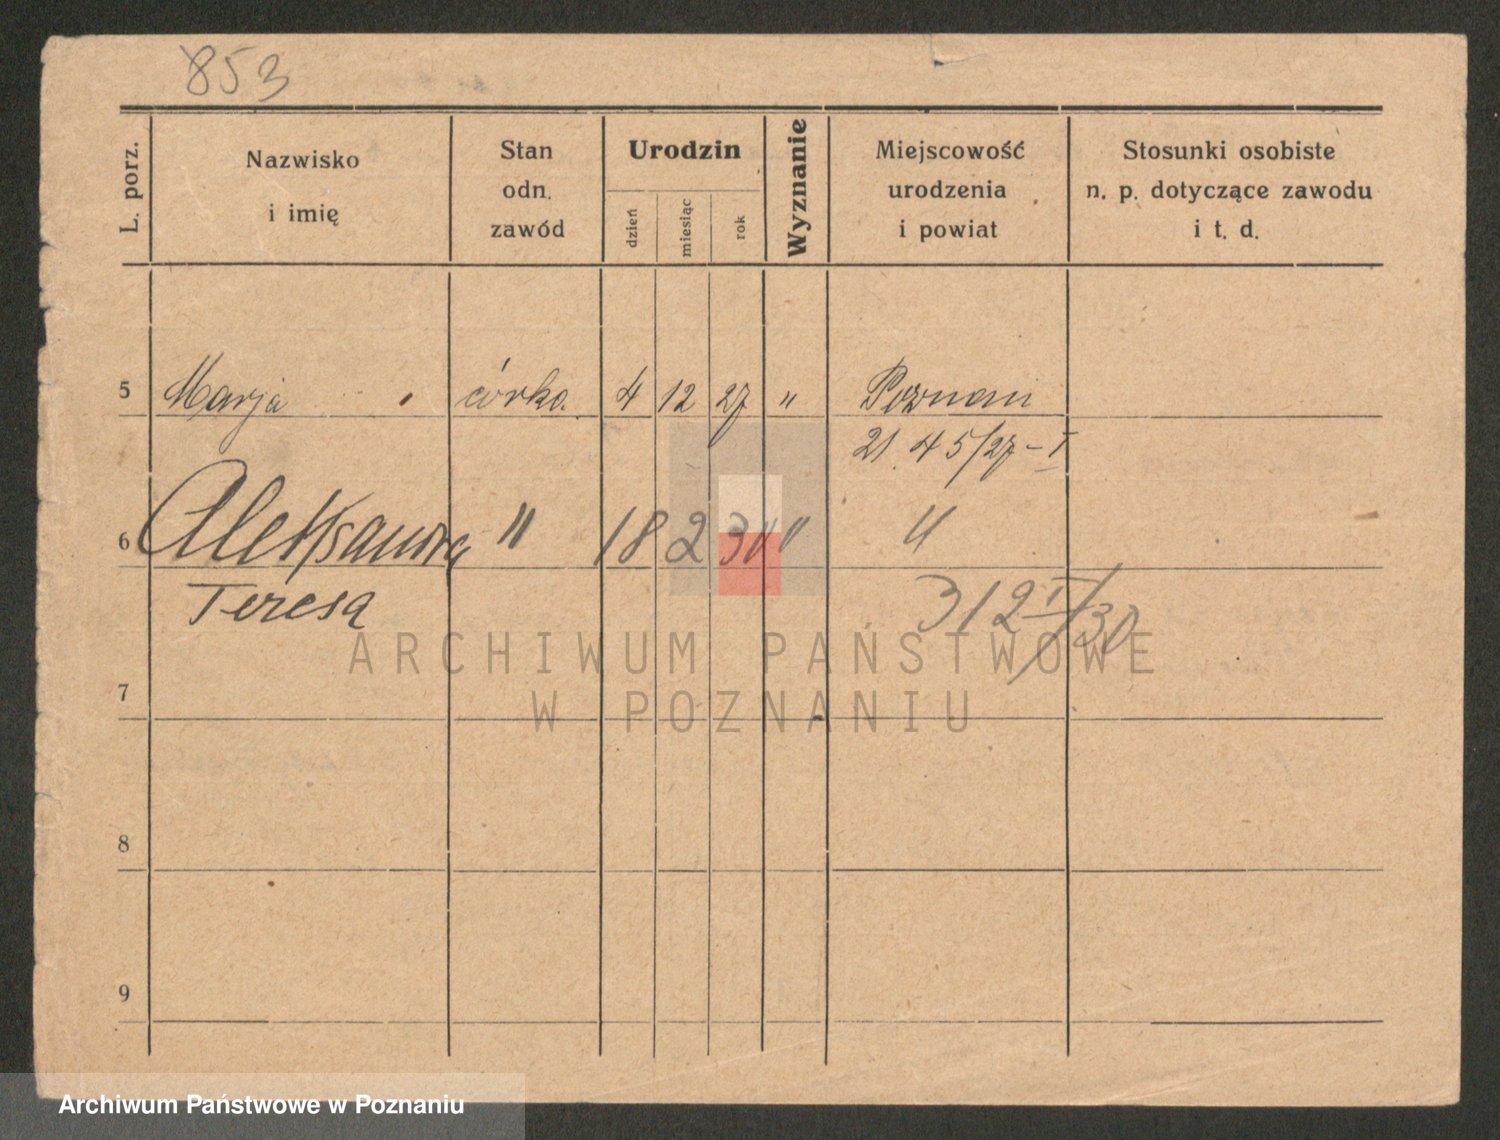 853
L. porz.
Nazwisko
i imię
Stan
odn.
zawód
Urodzin
dzień
miesiąc
rok
Wyznanie
Miejscowość
urodzenia
i powiat
Stosunki osobiste
n. p. dotyczące zawodu
i t. d.
5 Marja córka 4 12 27 " Poznań
21. 45/27 - I
6 Aleksandra " 18 2 30 " "
Teresa 312 I/30
ARCHIWUM PAŃSTWOWE
W POZNANIU
7
8
9
Archiwum Państwowe w Poznaniu